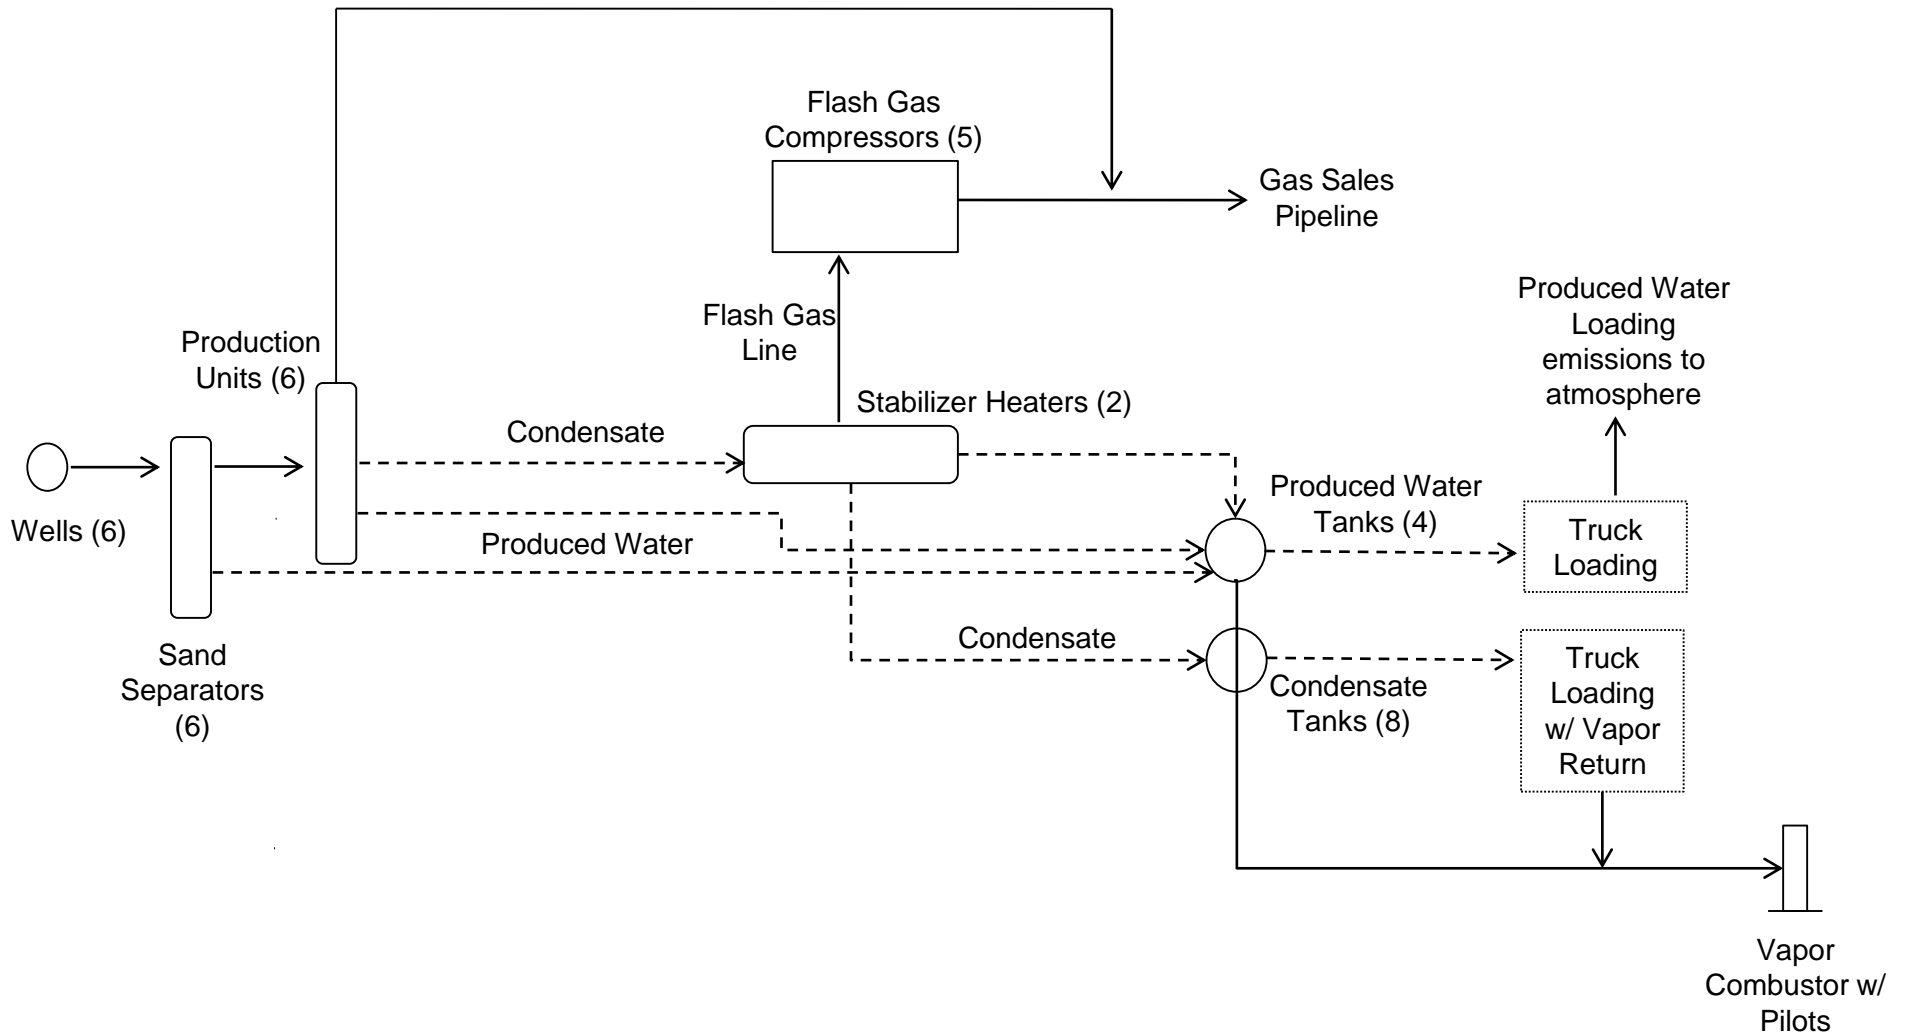 Flash Gas
Compressors (5)
Gas Sales
Pipeline
Flash Gas
Line
Produced Water
Loading
emissions to
atmosphere
Production
Units (6)
Stabilizer Heaters (2)
Condensate
Wells (6)
Produced Water
Produced Water
Tanks (4)
Truck
Loading
Sand
Separators
(6)
Condensate
Condensate
Tanks (8)
Truck
Loading
w/ Vapor
Return
Vapor
Combustor w/
Pilots